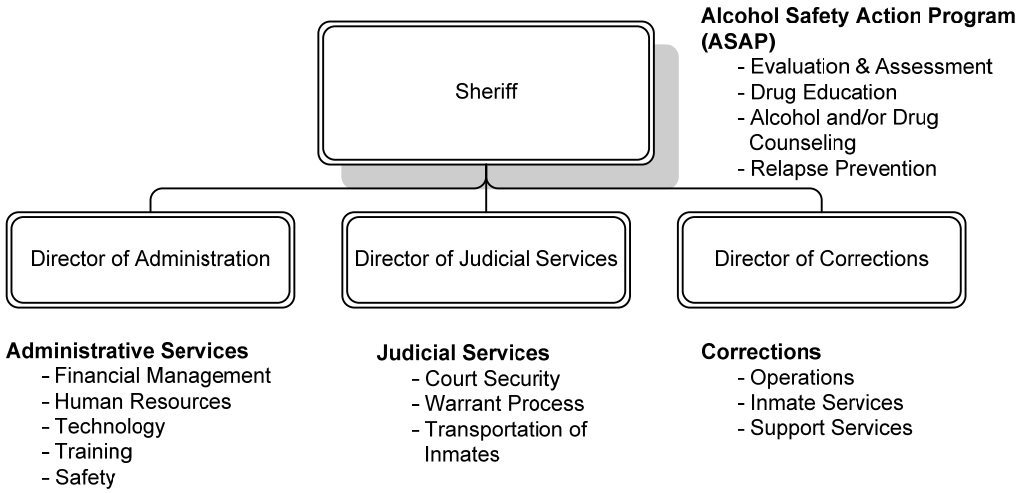 Alcohol Safety Action Program
(ASAP)
- Evaluation & Assessment
- Drug Education
- Alcohol and/or Drug
Counseling
- Relapse Prevention
Sheriff
Director of Administration
Director of Judicial Services
Director of Corrections
Administrative Services
- Financial Management
- Human Resources
- Technology
- Training
- Safety
Judicial Services
- Court Security
- Warrant Process
- Transportation of
Inmates
Corrections
- Operations
- Inmate Services
- Support Services